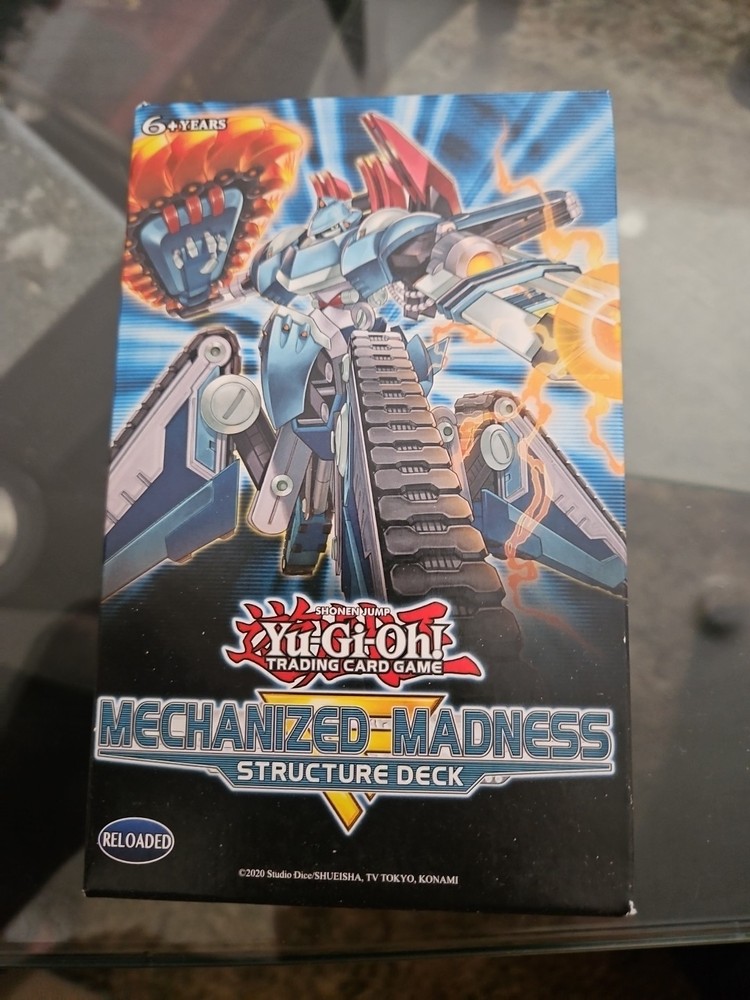 6+YEARS
SHONEN JUMP
Yu-Gi-Oh!
TRADING CARD GAME
MECHANIZED MADNESS
STRUCTURE DECK
RELOADED
©2020 Studio Dice/SHUEISHA, TV TOKYO, KONAMI